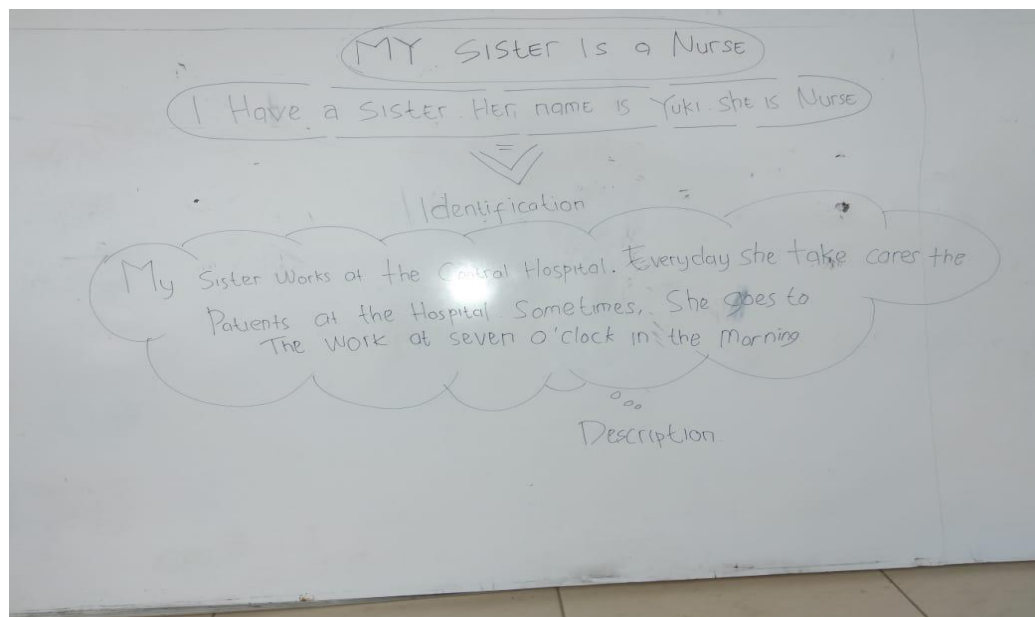 MY SistER Is a NursE
I Have a SistER. Her, namE is Yuki. shE is NursE
Identification
My Sister Works at the Central Hospital. Everyday she take cares the
Patients at the Hospital. Sometimes, She goes to
The work at seven o'clock in the morning
Description